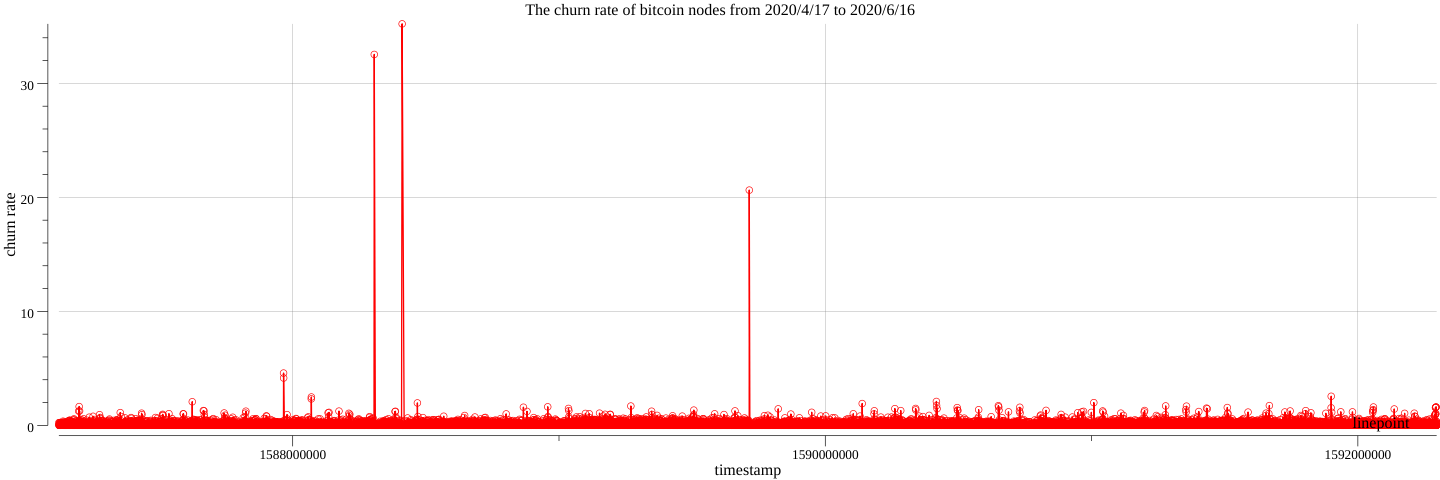 The churn rate of bitcoin nodes from 2020/4/17 to 2020/6/16
churn rate
30
20
10
0
linepoint
1588000000
1590000000
1592000000
timestamp